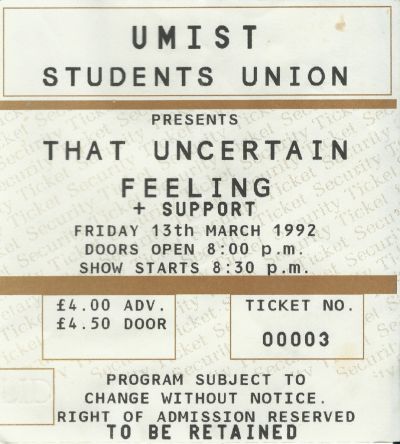 UMIST
STUDENTS UNION
PRESENTS
THAT UNCERTAIN
FEELING
+ SUPPORT
FRIDAY 13th MARCH 1992
DOORS OPEN 8:00 p.m.
SHOW STARTS 8:30 p.m.
£4.00 ADV.
£4.50 DOOR
TICKET NO.
00003
PROGRAM SUBJECT TO
CHANGE WITHOUT NOTICE.
RIGHT OF ADMISSION RESERVED
TO BE RETAINED